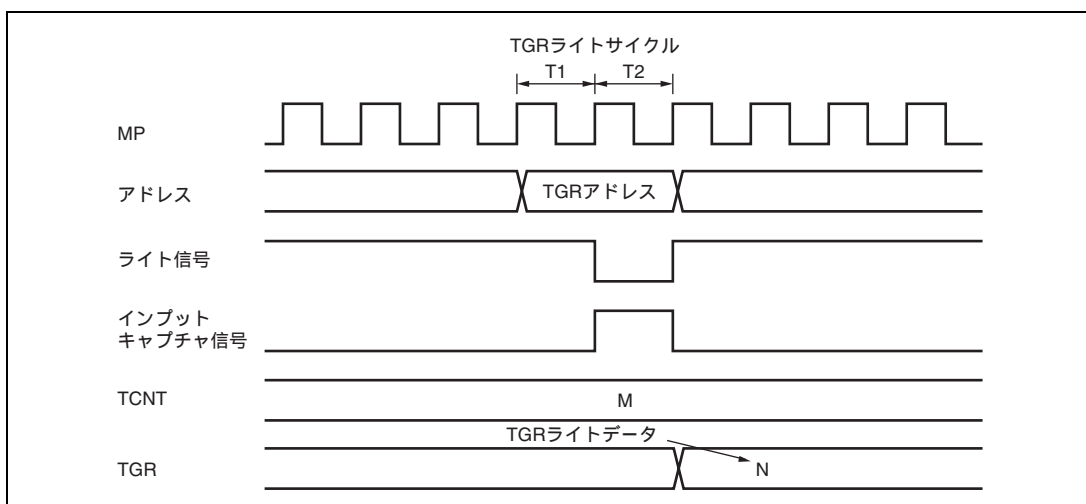 TGRライトサイクル
T1 T2
MP
アドレス TGRアドレス
ライト信号
インプット
キャプチャ信号
TCNT M
TGRライトデータ
TGR N